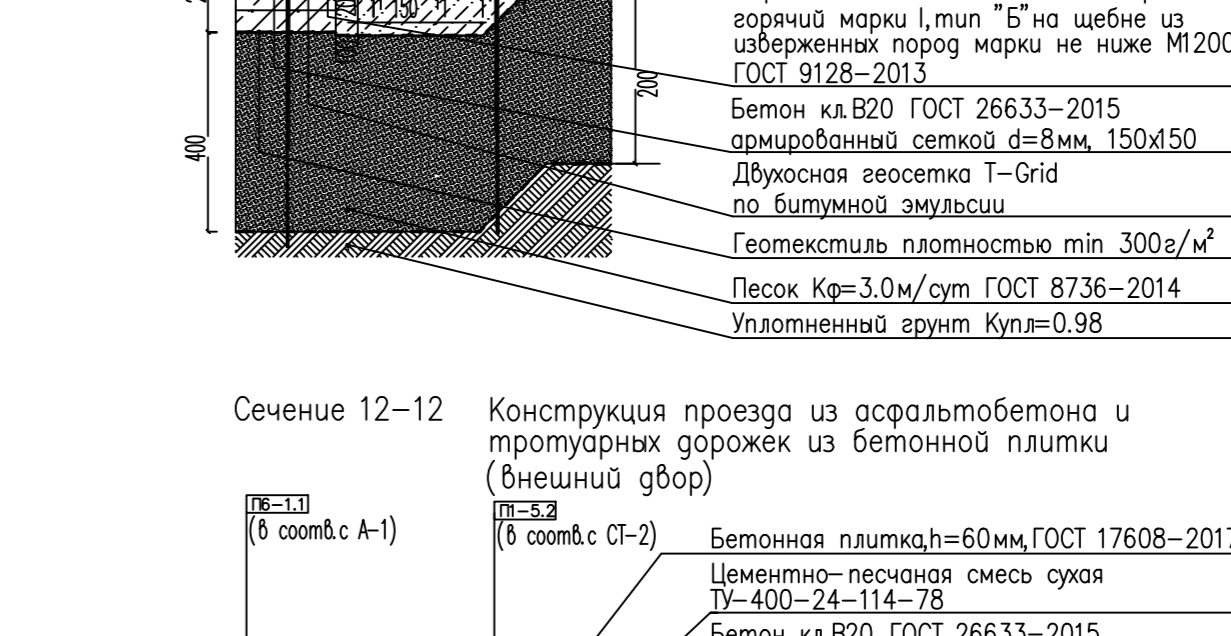 горячий марки I,тип "Б"на щебне из
изверженных пород марки не ниже М1200
ГОСТ 9128-2013
200
Бетон кл.В20 ГОСТ 26633-2015
армированный сеткой d=8мм, 150х150
400
Двухосная геосетка T-Grid
по битумной эмульсии
Геотекстиль плотностью min 300г/м²
Песок Кф=3.0м/сут ГОСТ 8736-2014
Уплотненный грунт Купл=0.98
Сечение 12-12
Конструкция проезда из асфальтобетона и
тротуарных дорожек из бетонной плитки
(внешний двор)
П6-1.1
(в соотв.с А-1)
П1-5.2
(в соотв.с СТ-2)
Бетонная плитка,h=60мм,ГОСТ 17608-2017
Цементно-песчаная смесь сухая
ТУ-400-24-114-78
Бетон кл.В20 ГОСТ 26633-2015